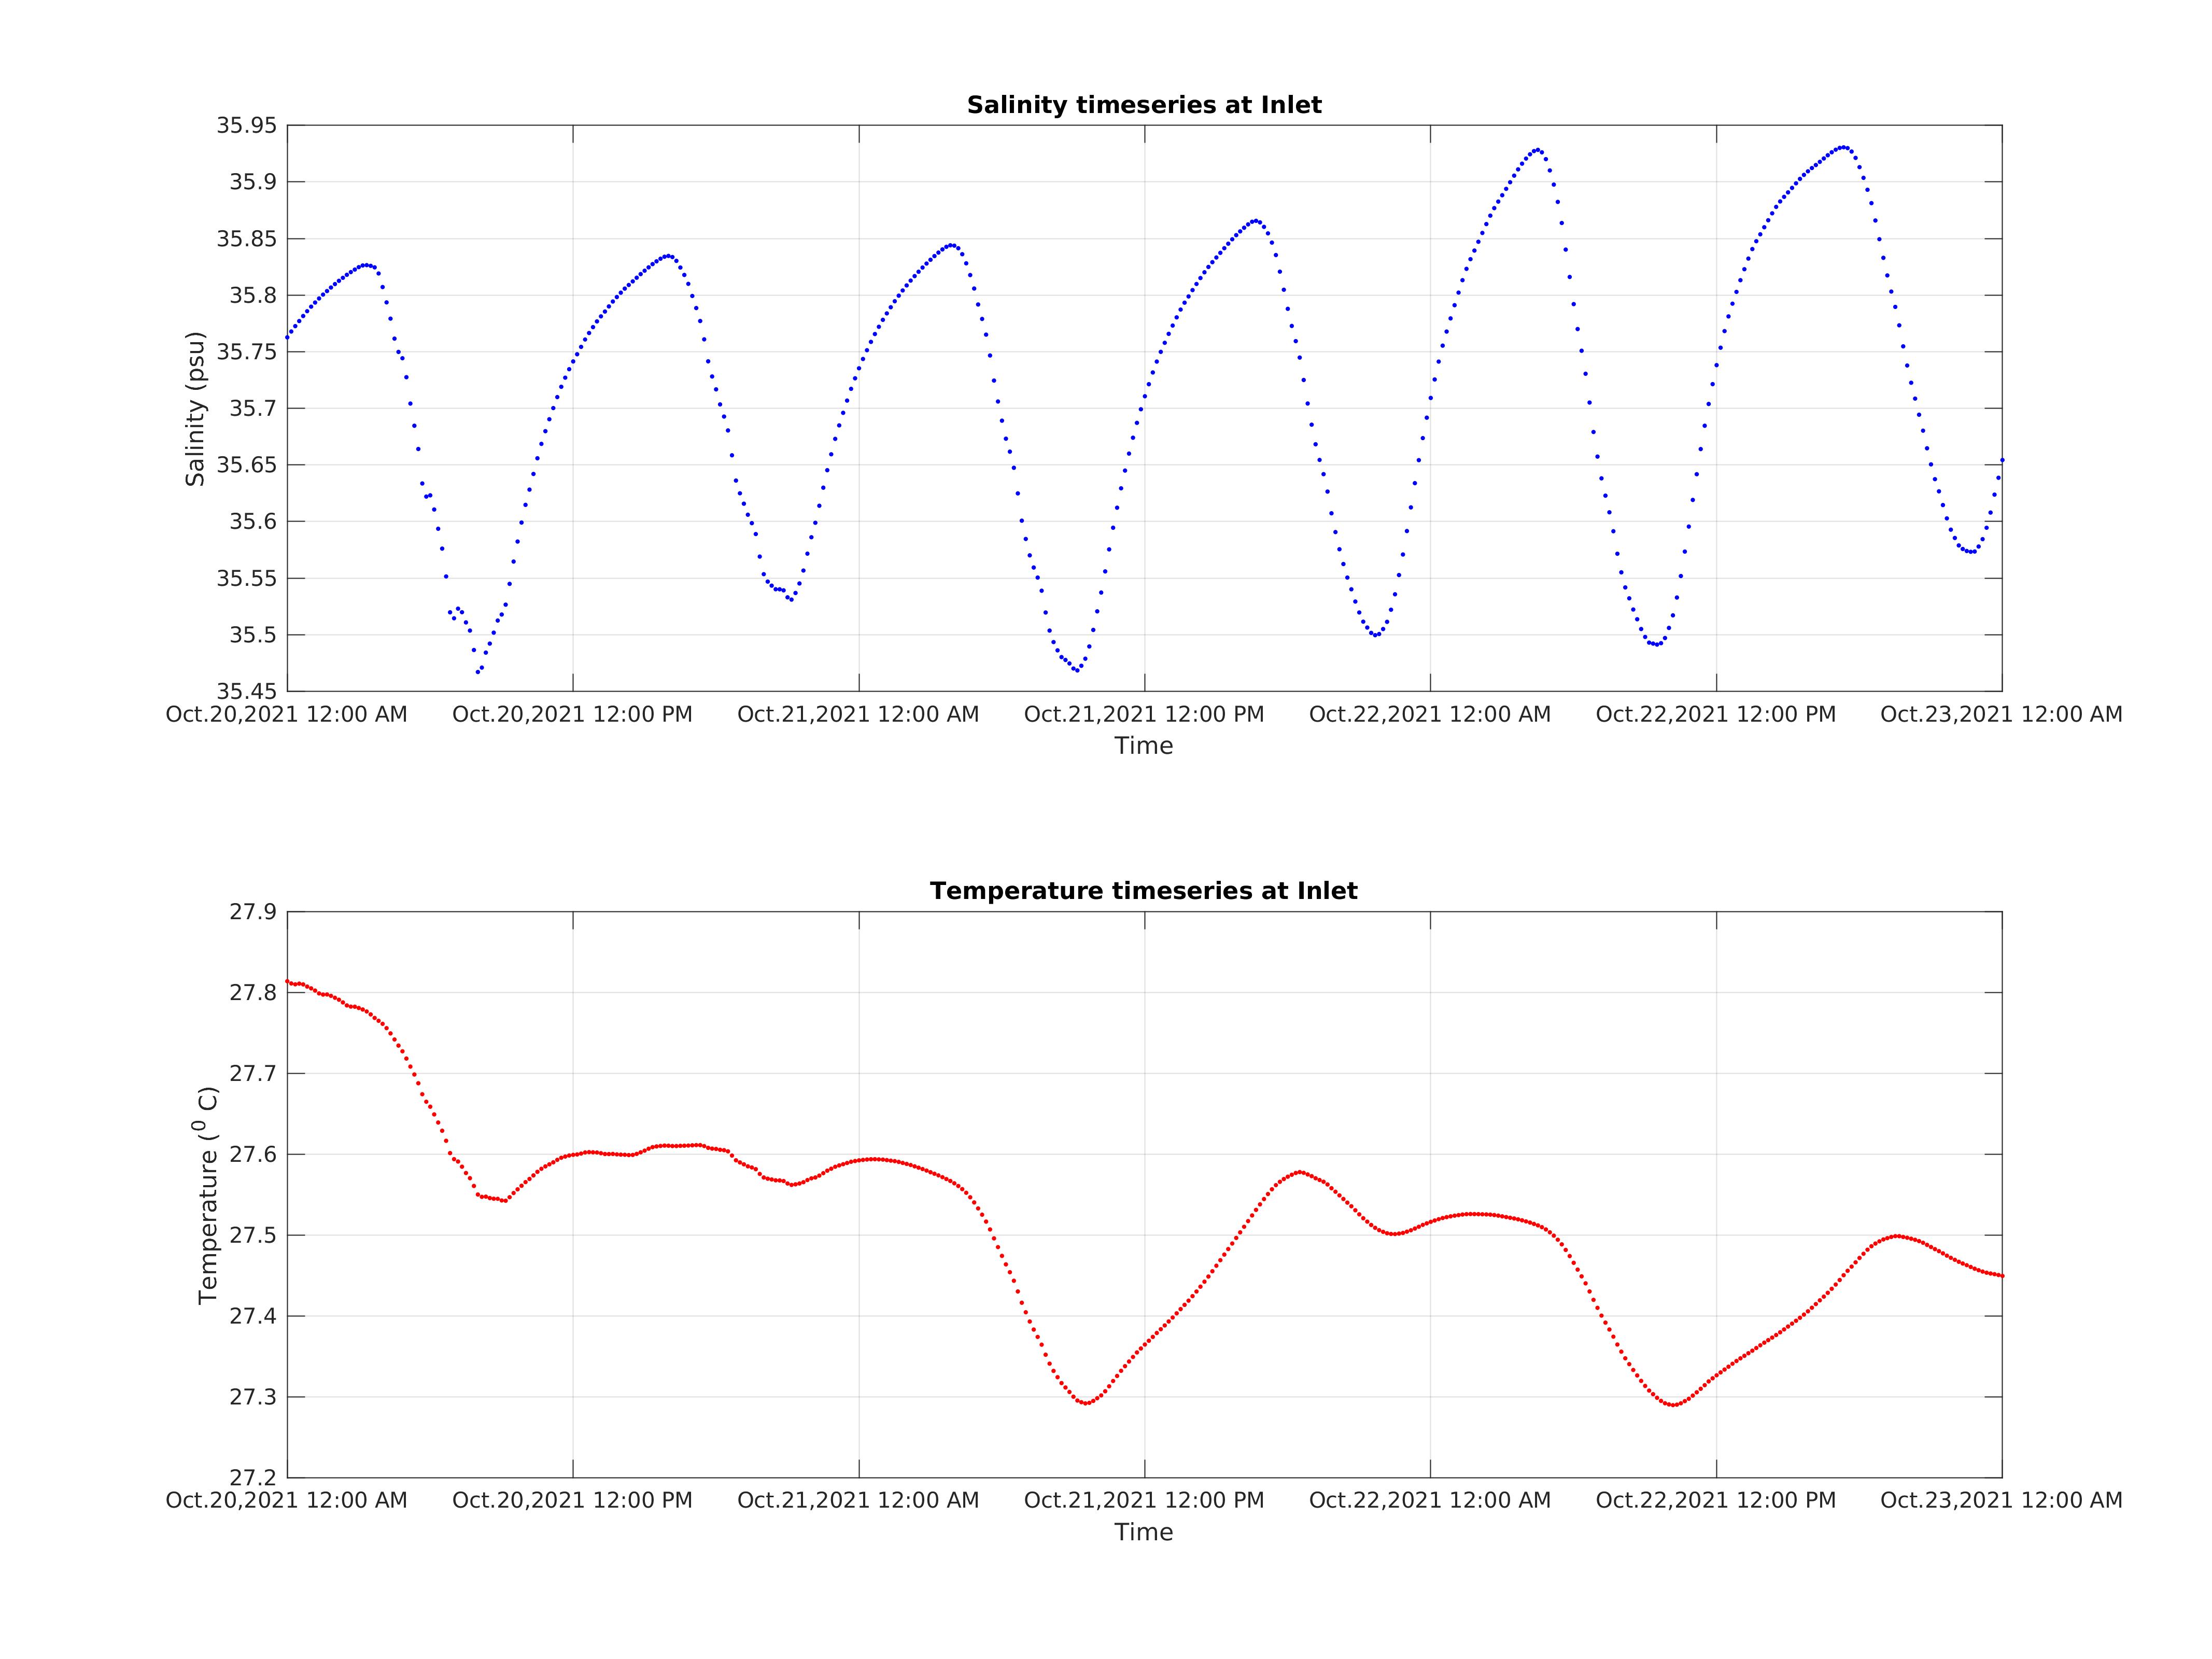 Salinity timeseries at Inlet
35.95
35.9
35.85
35.8
35.75
35.7
35.65
35.6
35.55
35.5
35.45
Salinity (psu)
Oct.20,2021 12:00 AM Oct.20,2021 12:00 PM Oct.21,2021 12:00 AM Oct.21,2021 12:00 PM Oct.22,2021 12:00 AM Oct.22,2021 12:00 PM Oct.23,2021 12:00 AM
Time
Temperature timeseries at Inlet
27.9
27.8
27.7
27.6
27.5
27.4
27.3
27.2
Temperature (⁰ C)
Oct.20,2021 12:00 AM Oct.20,2021 12:00 PM Oct.21,2021 12:00 AM Oct.21,2021 12:00 PM Oct.22,2021 12:00 AM Oct.22,2021 12:00 PM Oct.23,2021 12:00 AM
Time